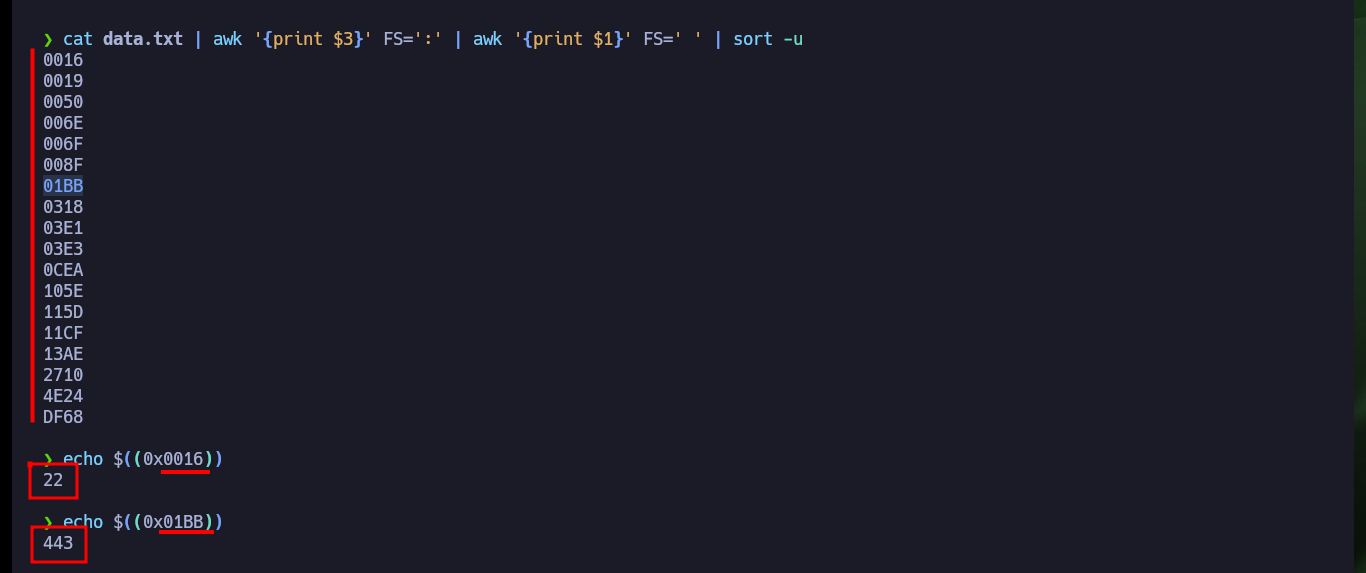 ❯ cat data.txt | awk '{print $3}' FS=':' | awk '{print $1}' FS=' ' | sort -u
0016
0019
0050
006E
006F
008F
01BB
0318
03E1
03E3
0CEA
105E
115D
11CF
13AE
2710
4E24
DF68
❯ echo $((0x0016))
22
❯ echo $((0x01BB))
443